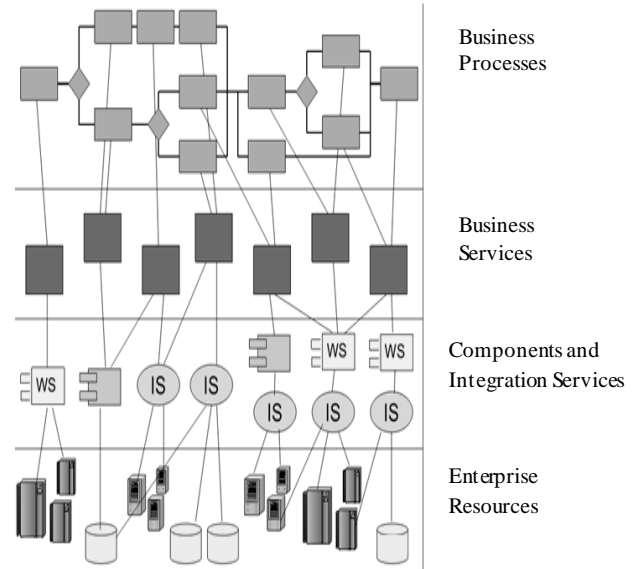 Business
Processes
Business
Services
WS
WS
WS
IS
IS
IS
IS
IS
Components and
Integration Services
Enterprise
Resources